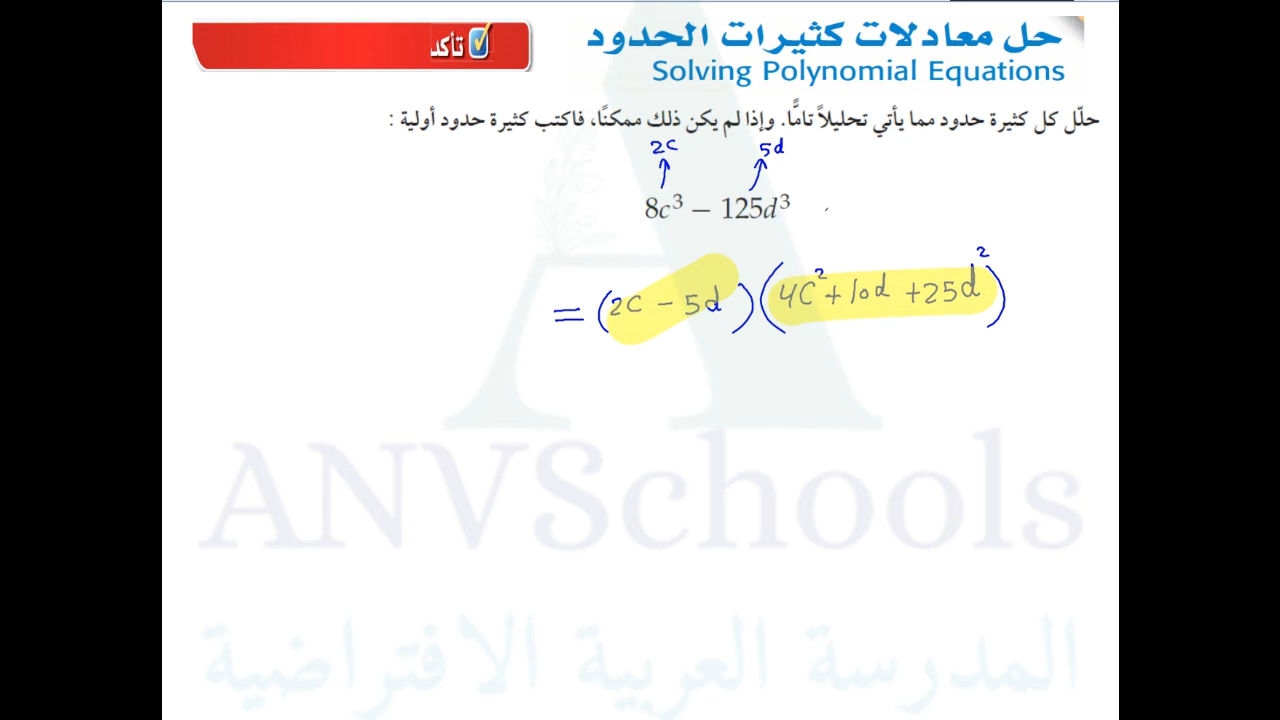 حل معادلات كثيرات الحدود
تأكد
Solving Polynomial Equations
حلّل كل كثيرة حدود مما يأتي تحليلاً تامًّا. وإذا لم يكن ذلك ممكنًا، فاكتب كثيرة حدود أولية :
2c 5d
8c³ − 125d³
= (2c − 5d) (4c² + 10d + 25d²)
ANVSchools
المدرسة العربية الافتراضية